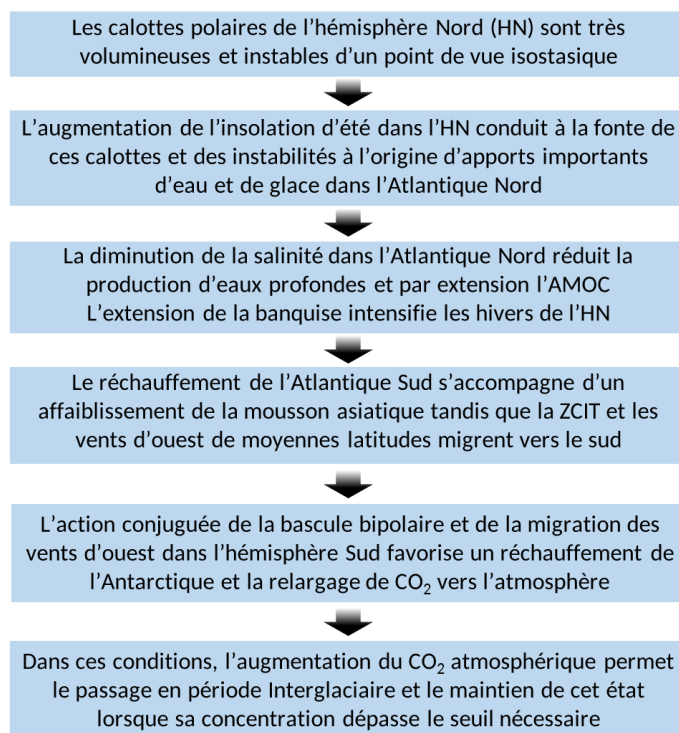 Les calottes polaires de l’hémisphère Nord (HN) sont très
volumineuses et instables d’un point de vue isostasique
L’augmentation de l’insolation d’été dans l’HN conduit à la fonte de
ces calottes et des instabilités à l’origine d’apports importants
d’eau et de glace dans l’Atlantique Nord
La diminution de la salinité dans l’Atlantique Nord réduit la
production d’eaux profondes et par extension l’AMOC
L’extension de la banquise intensifie les hivers de l’HN
Le réchauffement de l’Atlantique Sud s’accompagne d’un
affaiblissement de la mousson asiatique tandis que la ZCIT et les
vents d’ouest de moyennes latitudes migrent vers le sud
L’action conjuguée de la bascule bipolaire et de la migration des
vents d’ouest dans l’hémisphère Sud favorise un réchauffement de
l’Antarctique et la relargage de CO₂ vers l’atmosphère
Dans ces conditions, l’augmentation du CO₂ atmosphérique permet
le passage en période Interglaciaire et le maintien de cet état
lorsque sa concentration dépasse le seuil nécessaire